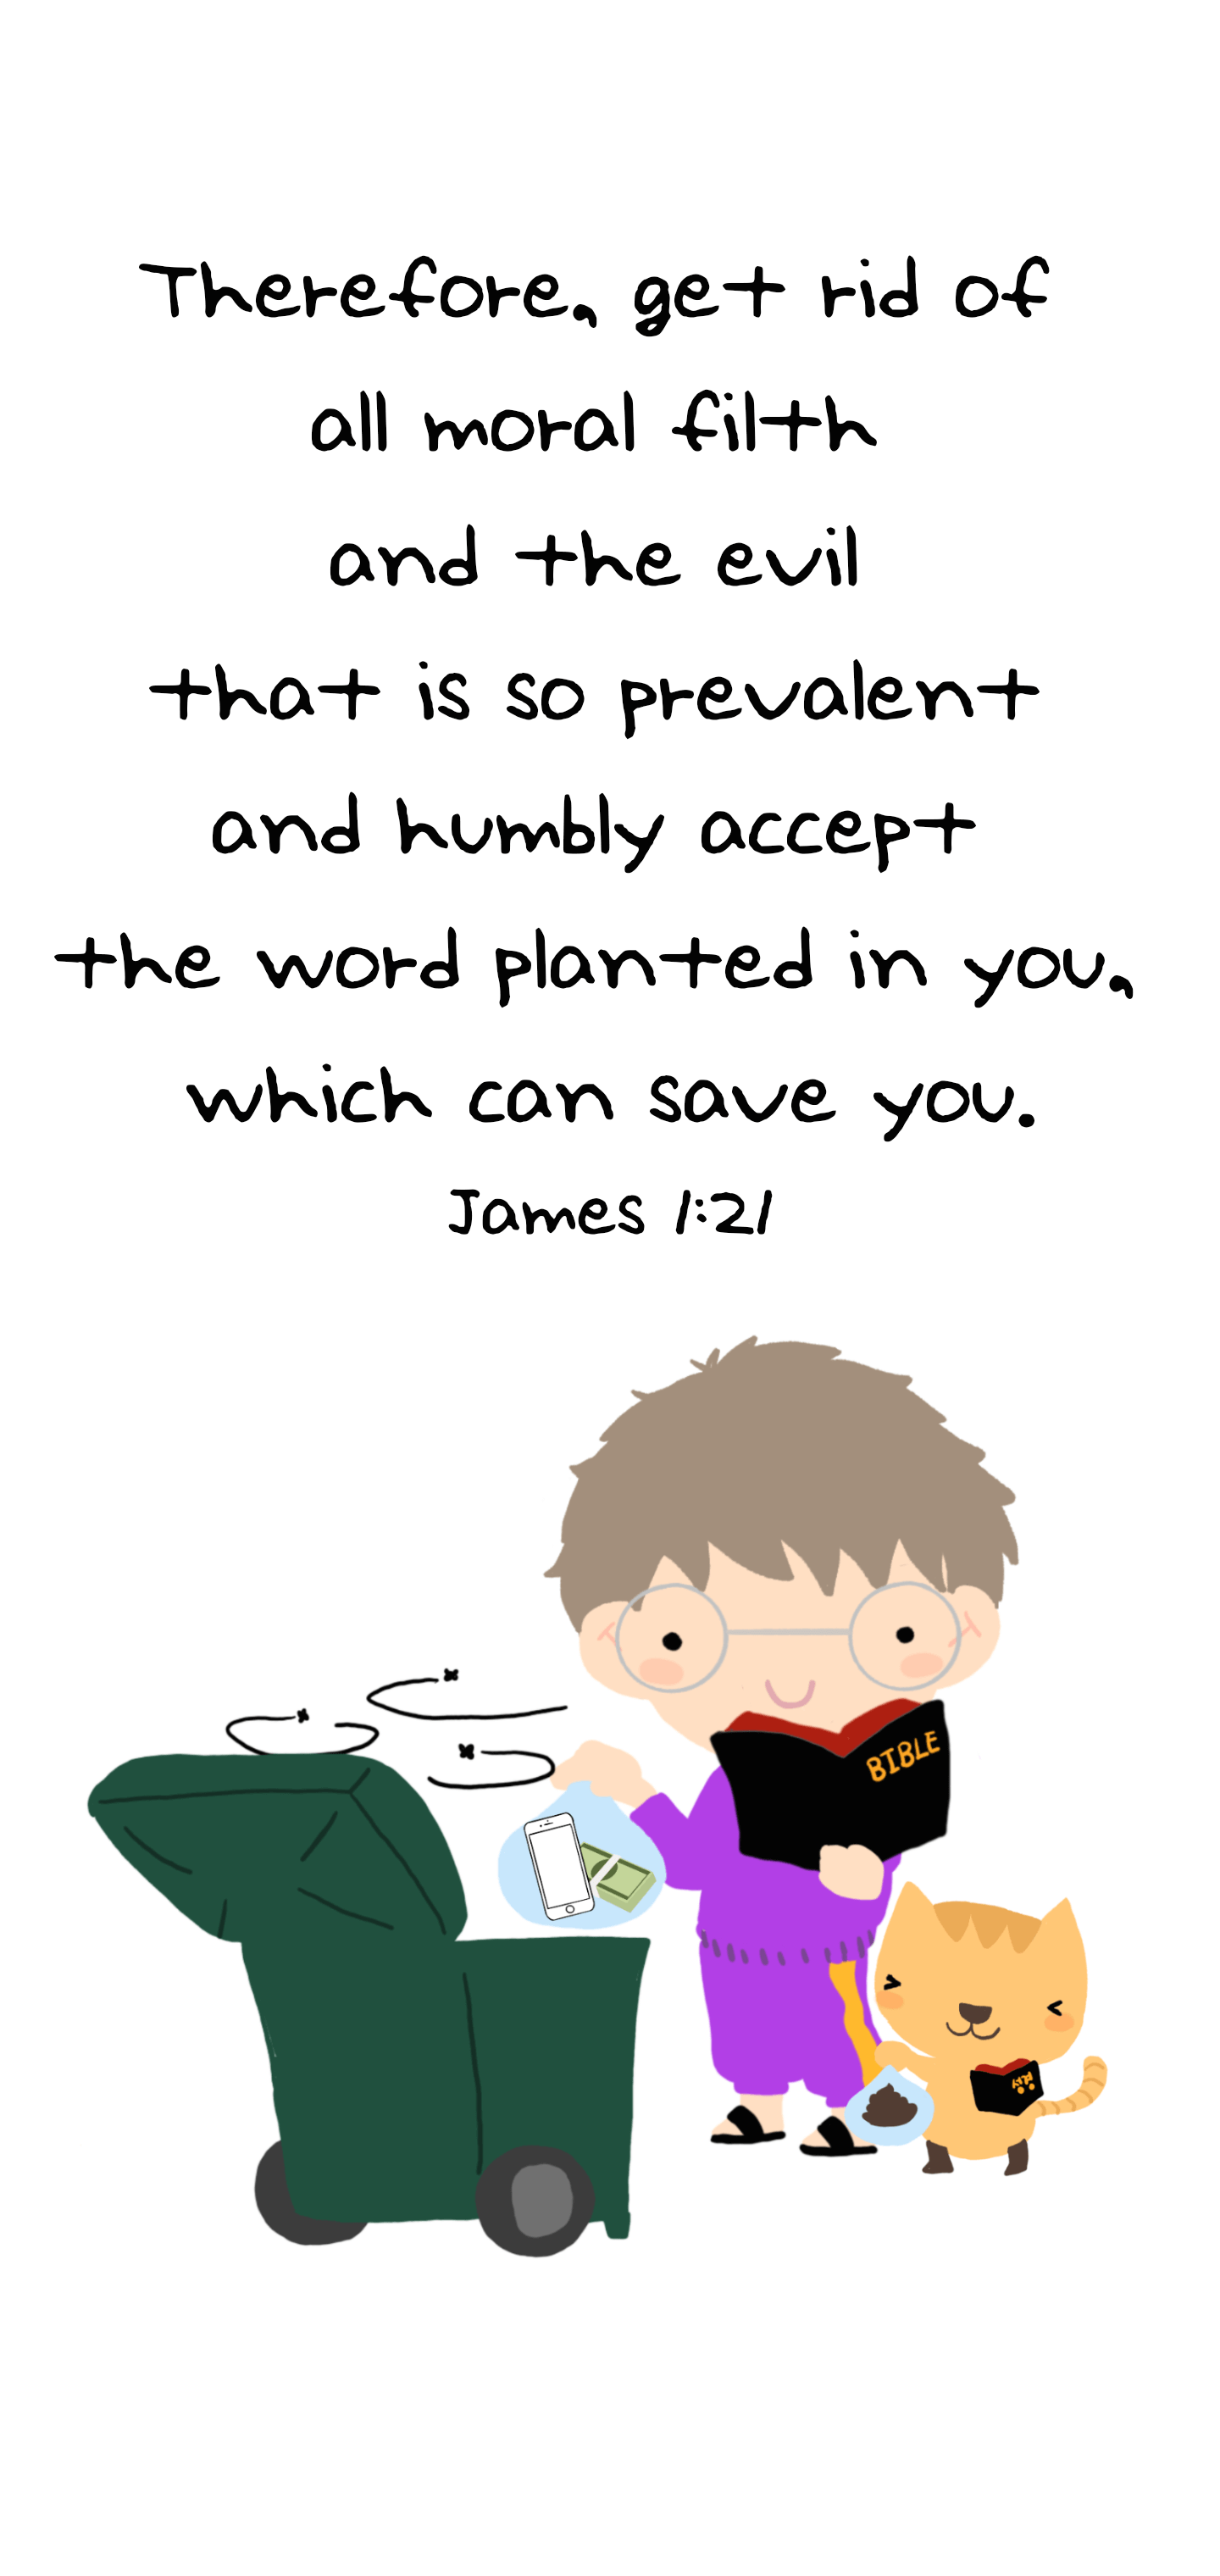 Therefore, get rid of
all moral filth
and the evil
that is so prevalent
and humbly accept
the word planted in you,
which can save you.
James 1:21
BIBLE